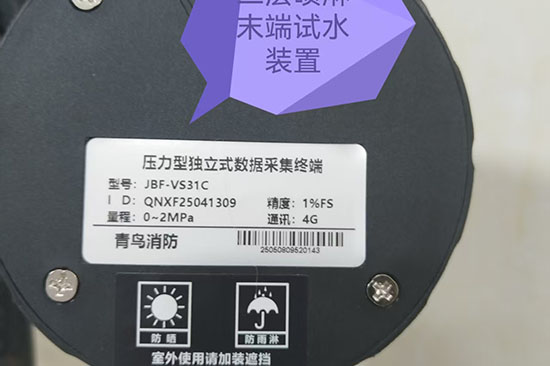 末端试水
装置
压力型独立式数据采集终端
型号: JBF-VS31C
I D: QNXF25041309 精度: 1%FS
量程: 0~2MPa 通讯: 4G
青鸟消防
25050809520143
防晒 防雨淋
室外使用请加装遮挡